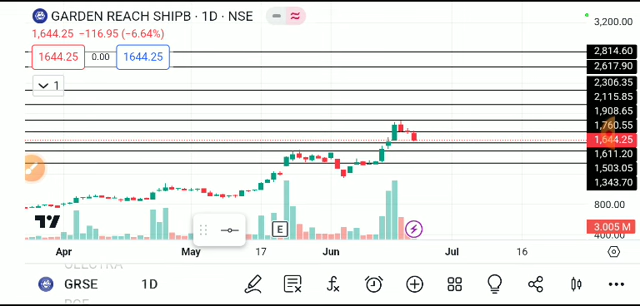 GARDEN REACH SHIPB · 1D · NSE
1,644.25 −116.95 (−6.64%)
1644.25 0.00 1644.25
1
3,200.00
2,814.60
2,617.90
2,306.35
2,115.85
1,908.65
1,760.55
1,644.25
1,611.20
1,503.05
1,343.70
800.00
3.005 M
400.00
E
Apr May 17 Jun Jul 16
GRSE 1D